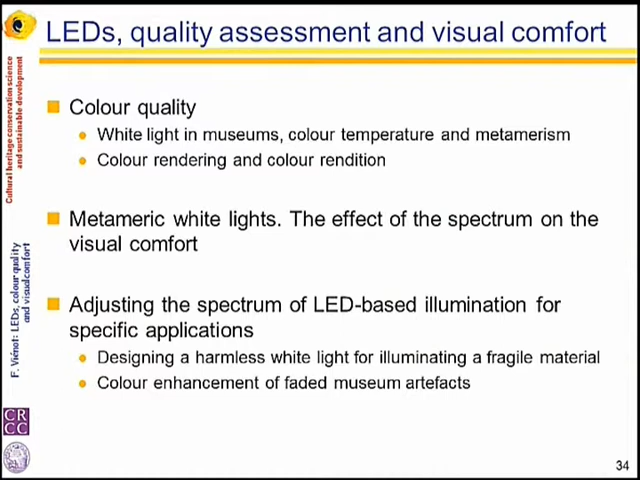 LEDs, quality assessment and visual comfort
Cultural heritage conservation science
and sustainable development
F. Viénot: LEDs, colour quality
and visual comfort
Colour quality
White light in museums, colour temperature and metamerism
Colour rendering and colour rendition
Metameric white lights. The effect of the spectrum on the
visual comfort
Adjusting the spectrum of LED-based illumination for
specific applications
Designing a harmless white light for illuminating a fragile material
Colour enhancement of faded museum artefacts
CR
CC
34